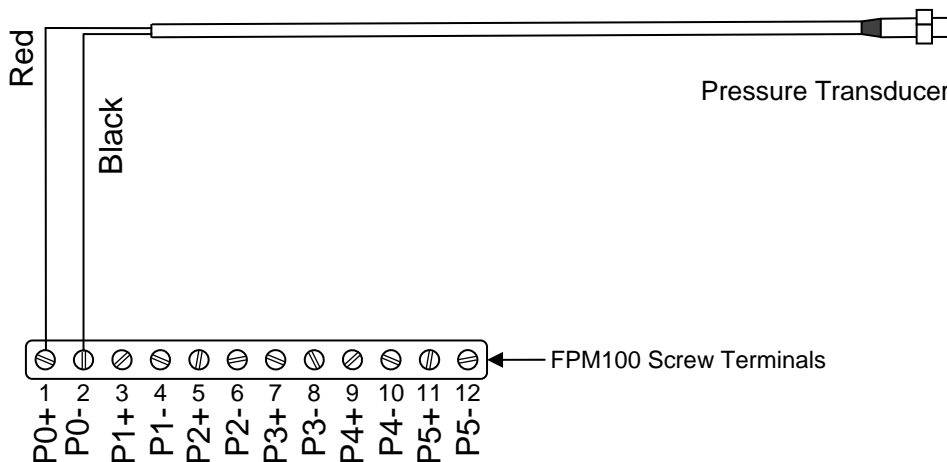 Red
Black
Pressure Transducer
FPM100 Screw Terminals
1 2 3 4 5 6 7 8 9 10 11 12
P0+ P0- P1+ P1- P2+ P2- P3+ P3- P4+ P4- P5+ P5-